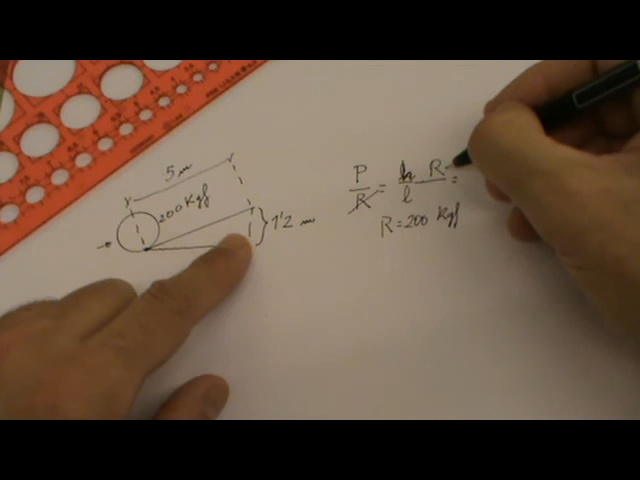 5 m
200 Kgf
1'2 m
P/R = h R/l =
R = 200 Kgf